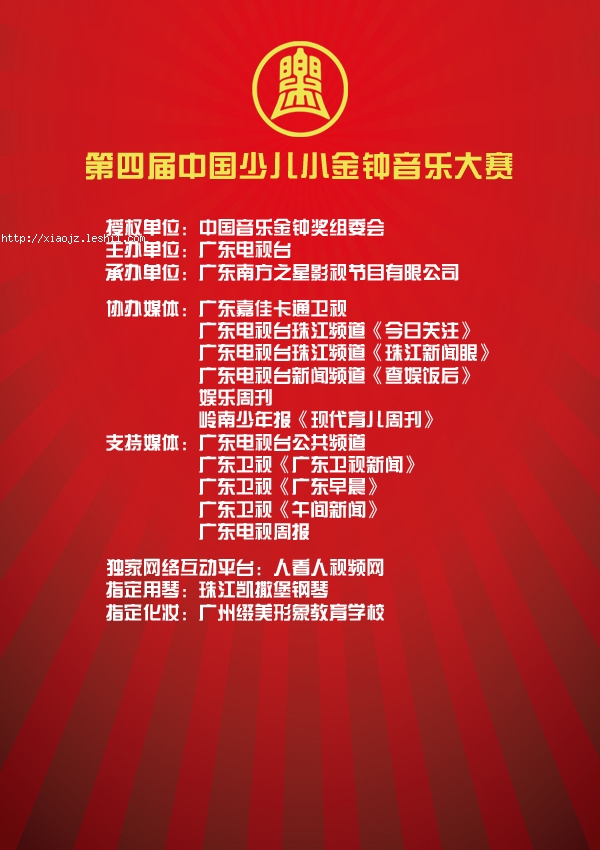 第四届中国少儿小金钟音乐大赛
授权单位：中国音乐金钟奖组委会
http://xiaojz.leshif.com
主办单位：广东电视台
承办单位：广东南方之星影视节目有限公司
协办媒体：广东嘉佳卡通卫视
广东电视台珠江频道《今日关注》
广东电视台珠江频道《珠江新闻眼》
广东电视台新闻频道《查娱饭后》
娱乐周刊
岭南少年报《现代育儿周刊》
支持媒体：广东电视台公共频道
广东卫视《广东卫视新闻》
广东卫视《广东早晨》
广东卫视《午间新闻》
广东电视周报
独家网络互动平台：人看人视频网
指定用琴：珠江凯撒堡钢琴
指定化妆：广州缀美形象教育学校